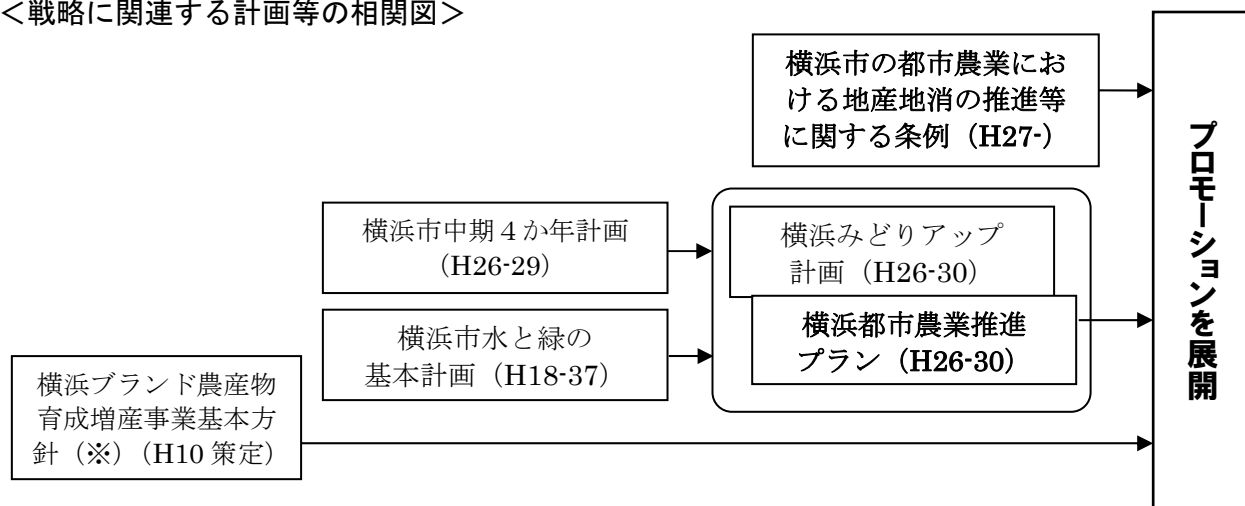 ＜戦略に関連する計画等の相関図＞
横浜市の都市農業にお
ける地産地消の推進等
に関する条例（H27-）
横浜市中期４か年計画
（H26-29）
横浜みどりアップ
計画（H26-30）
横浜市水と緑の
基本計画（H18-37）
横浜都市農業推進
プラン（H26-30）
横浜ブランド農産物
育成増産事業基本方
針（※）（H10 策定）
プロモーションを展開